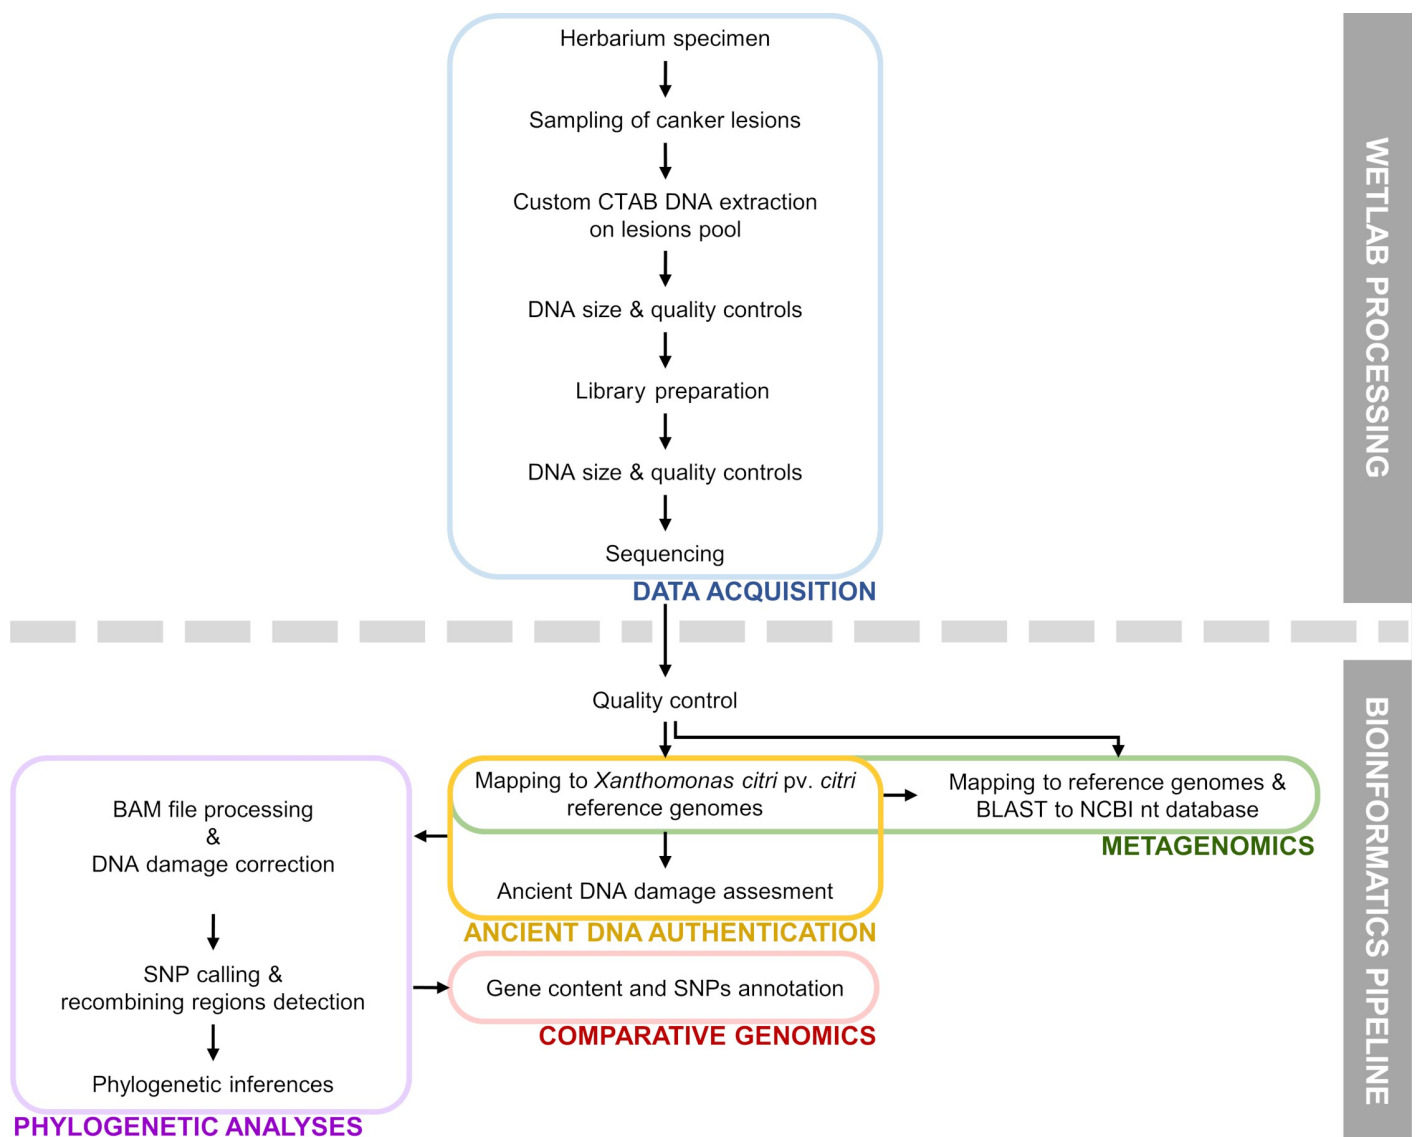 Herbarium specimen
Sampling of canker lesions
Custom CTAB DNA extraction
on lesions pool
DNA size & quality controls
Library preparation
DNA size & quality controls
Sequencing
DATA ACQUISITION
WETLAB PROCESSING
Quality control
Mapping to Xanthomonas citri pv. citri
reference genomes
Mapping to reference genomes &
BLAST to NCBI nt database
METAGENOMICS
Ancient DNA damage assesment
ANCIENT DNA AUTHENTICATION
BAM file processing
&
DNA damage correction
SNP calling &
recombining regions detection
Phylogenetic inferences
PHYLOGENETIC ANALYSES
Gene content and SNPs annotation
COMPARATIVE GENOMICS
BIOINFORMATICS PIPELINE